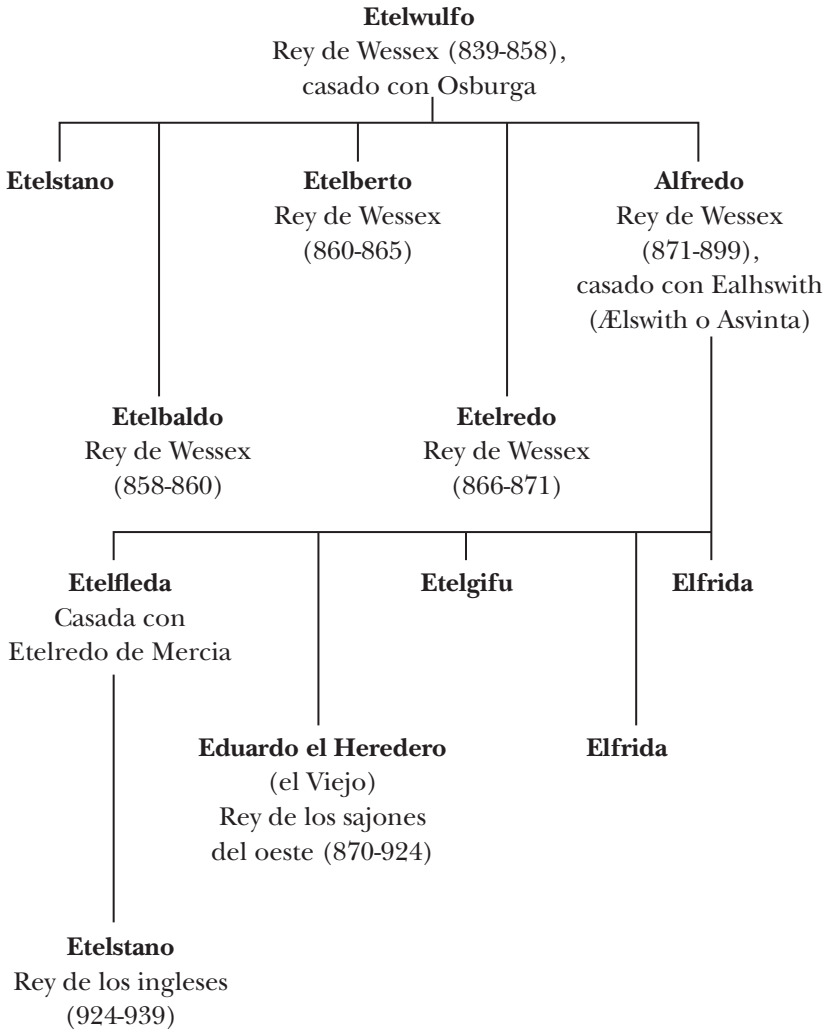 Etelwulfo
Rey de Wessex (839-858),
casado con Osburga
Etelstano
Etelberto
Rey de Wessex
(860-865)
Alfredo
Rey de Wessex
(871-899),
casado con Ealhswith
(Ælswith o Asvinta)
Etelbaldo
Rey de Wessex
(858-860)
Etelredo
Rey de Wessex
(866-871)
Etelfleda
Casada con
Etelredo de Mercia
Etelgifu
Elfrida
Eduardo el Heredero
(el Viejo)
Rey de los sajones
del oeste (870-924)
Elfrida
Etelstano
Rey de los ingleses
(924-939)